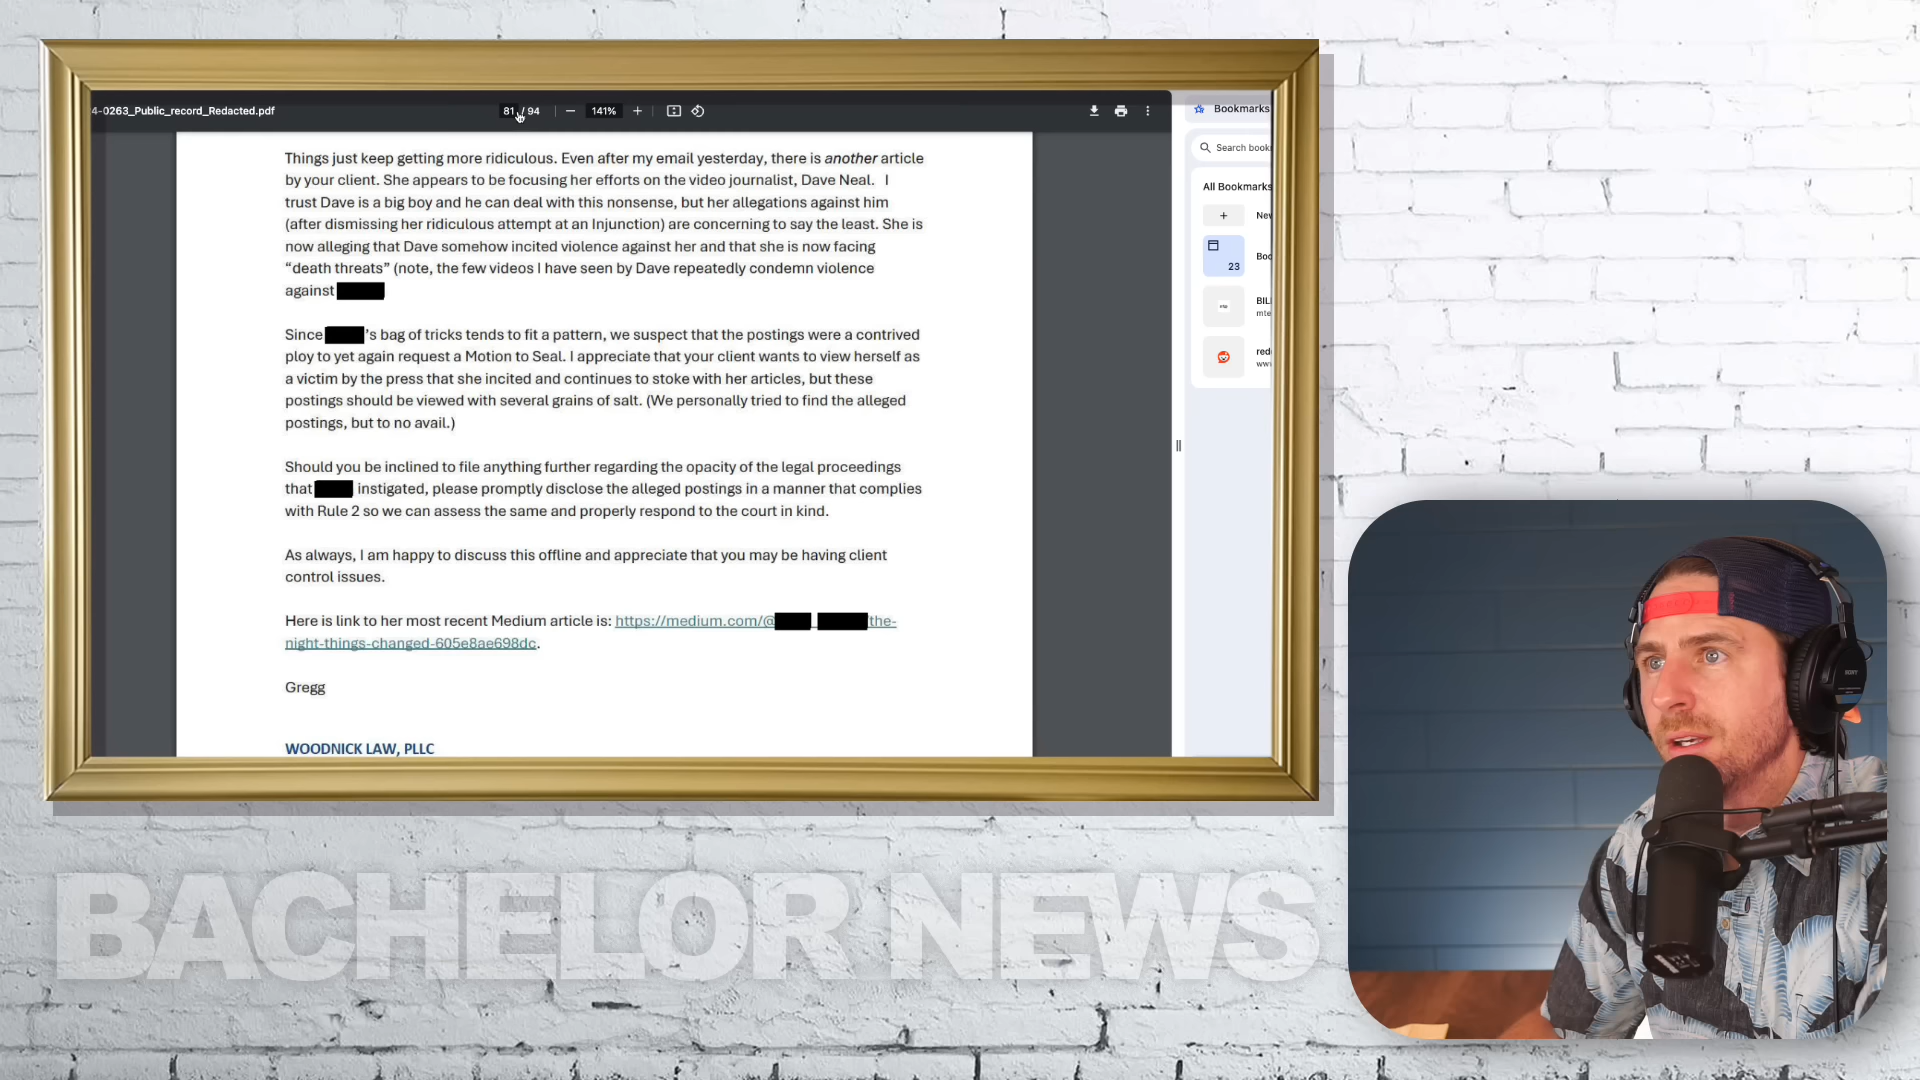 4-0263_Public_record_Redacted.pdf
81 / 94
141%
Bookmarks
Things just keep getting more ridiculous. Even after my email yesterday, there is another article
by your client. She appears to be focusing her efforts on the video journalist, Dave Neal. I
trust Dave is a big boy and he can deal with this nonsense, but her allegations against him
(after dismissing her ridiculous attempt at an Injunction) are concerning to say the least. She is
now alleging that Dave somehow incited violence against her and that she is now facing
“death threats” (note, the few videos I have seen by Dave repeatedly condemn violence
against
Since 's bag of tricks tends to fit a pattern, we suspect that the postings were a contrived
ploy to yet again request a Motion to Seal. I appreciate that your client wants to view herself as
a victim by the press that she incited and continues to stoke with her articles, but these
postings should be viewed with several grains of salt. (We personally tried to find the alleged
postings, but to no avail.)
Should you be inclined to file anything further regarding the opacity of the legal proceedings
that instigated, please promptly disclose the alleged postings in a manner that complies
with Rule 2 so we can assess the same and properly respond to the court in kind.
As always, I am happy to discuss this offline and appreciate that you may be having client
control issues.
Here is link to her most recent Medium article is: https://medium.com/@ _ /the-
night-things-changed-605e8ae698dc.
Gregg
WOODNICK LAW, PLLC
Search book
All Bookmarks
+ New
23
Boo
BIL
mte
red
www
BACHELOR NEWS